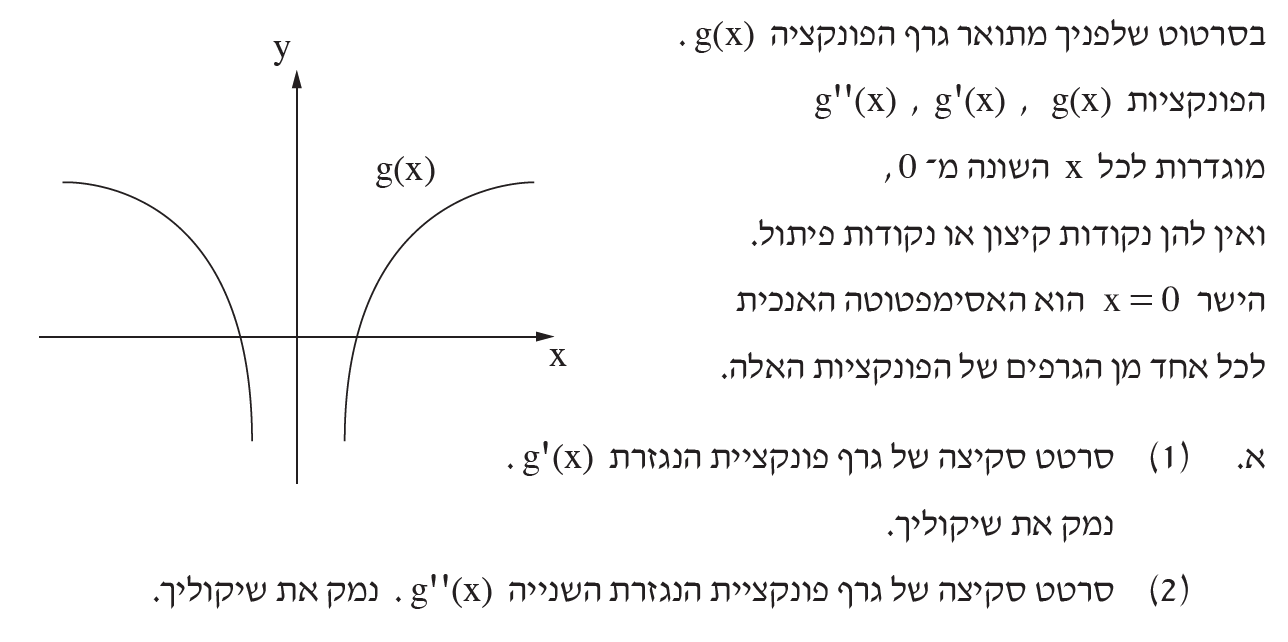 בסרטוט שלפניך מתואר גרף הפונקציה g(x) .
הפונקציות g(x) , g'(x) , g''(x)
מוגדרות לכל x השונה מ־ 0,
ואין להן נקודות קיצון או נקודות פיתול.
הישר x = 0 הוא האסימפטוטה האנכית
לכל אחד מן הגרפים של הפונקציות האלה.
א. (1) סרטט סקיצה של גרף פונקציית הנגזרת g'(x) .
נמק את שיקוליך.
(2) סרטט סקיצה של גרף פונקציית הנגזרת השנייה g''(x) . נמק את שיקוליך.
y
g(x)
x